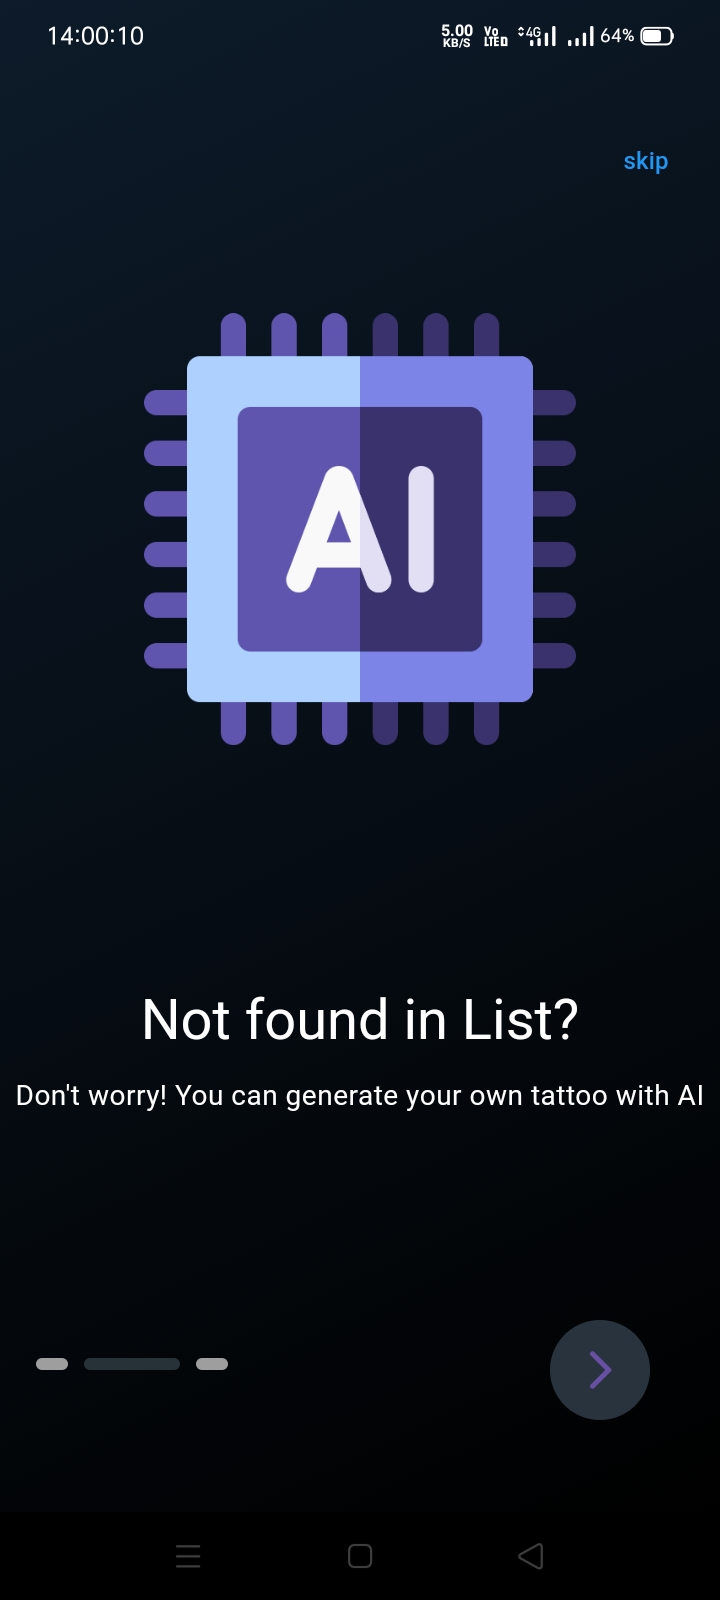 14:00:10
5.00 KB/S Vo LTE 4G 64%
skip
AI
Not found in List?
Don't worry! You can generate your own tattoo with AI